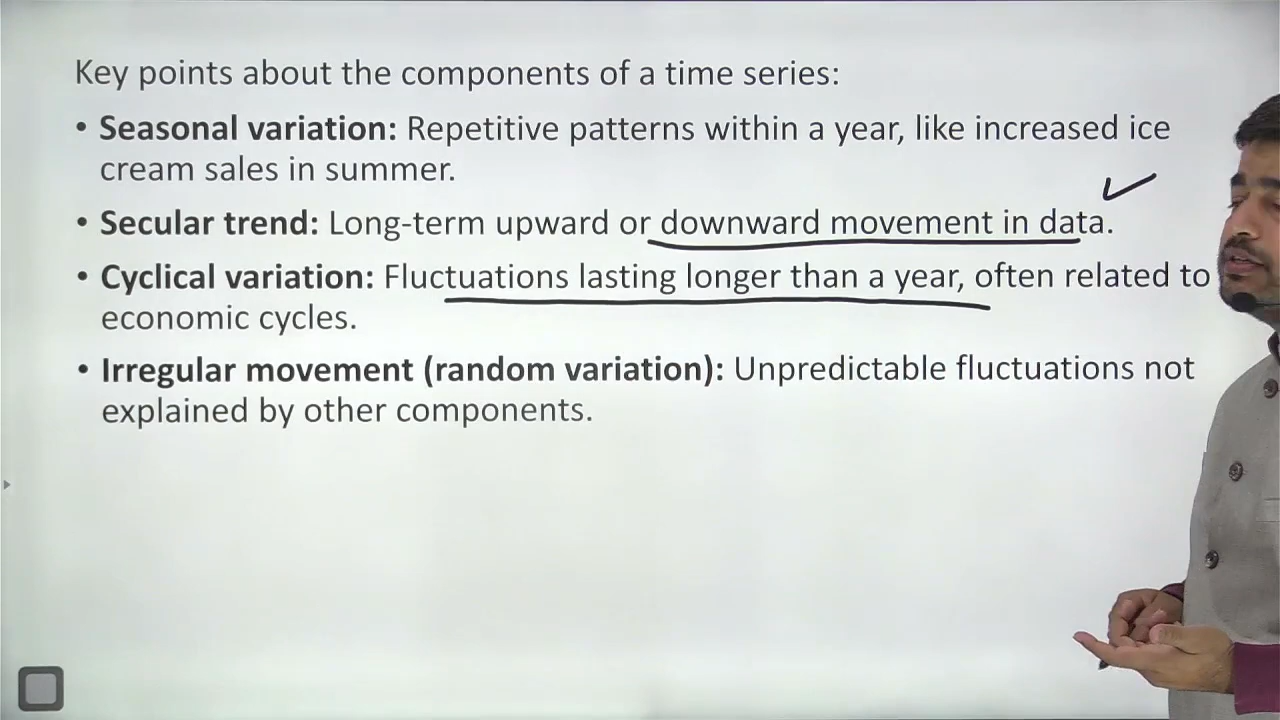 Key points about the components of a time series:
• Seasonal variation: Repetitive patterns within a year, like increased ice
cream sales in summer.
• Secular trend: Long-term upward or downward movement in data.
• Cyclical variation: Fluctuations lasting longer than a year, often related to
economic cycles.
• Irregular movement (random variation): Unpredictable fluctuations not
explained by other components.